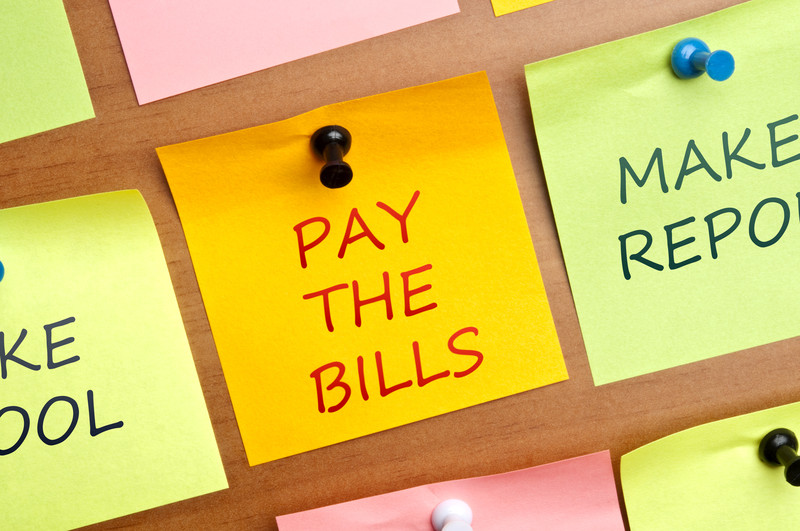 PAY
THE
BILLS
MAKE
REPO
KE
OOL